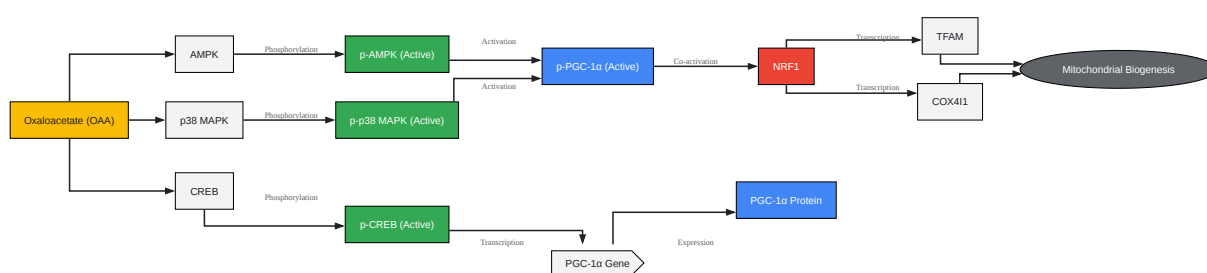 Oxaloacetate (OAA)
AMPK
Phosphorylation
p-AMPK (Active)
Activation
p38 MAPK
Phosphorylation
p-p38 MAPK (Active)
Activation
p-PGC-1α (Active)
Co-activation
NRF1
Transcription
TFAM
Transcription
COX4I1
Mitochondrial Biogenesis
CREB
Phosphorylation
p-CREB (Active)
Transcription
PGC-1α Gene
Expression
PGC-1α Protein